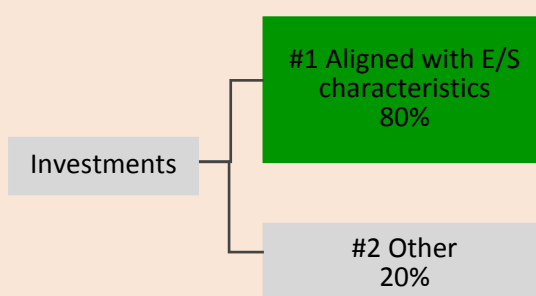 #1 Aligned with E/S
characteristics
80%
Investments
#2 Other
20%